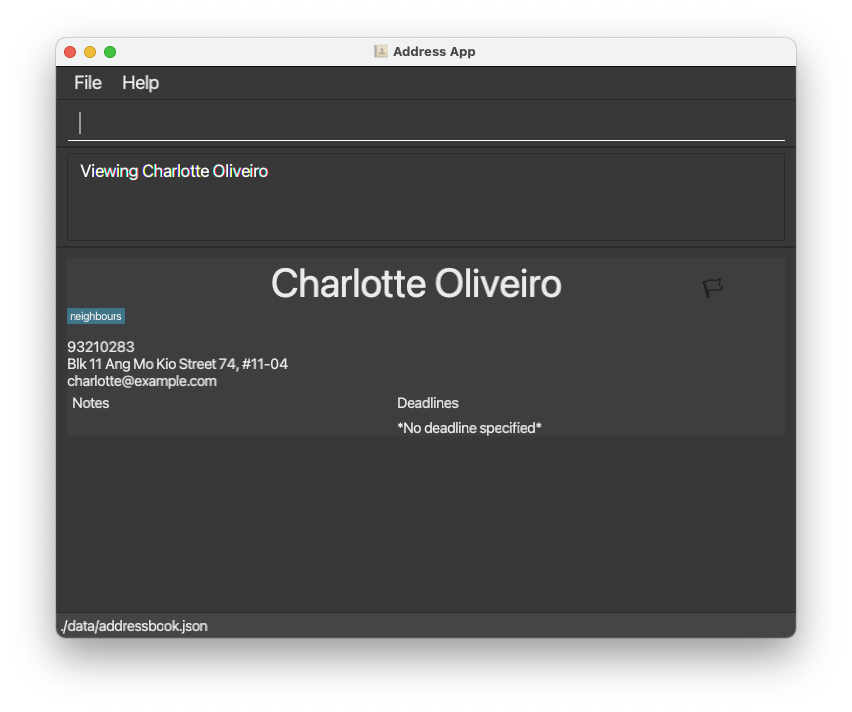 Address App
File Help
Viewing Charlotte Oliveiro
Charlotte Oliveiro
neighbours
93210283
Blk 11 Ang Mo Kio Street 74, #11-04
charlotte@example.com
Notes Deadlines
*No deadline specified*
./data/addressbook.json